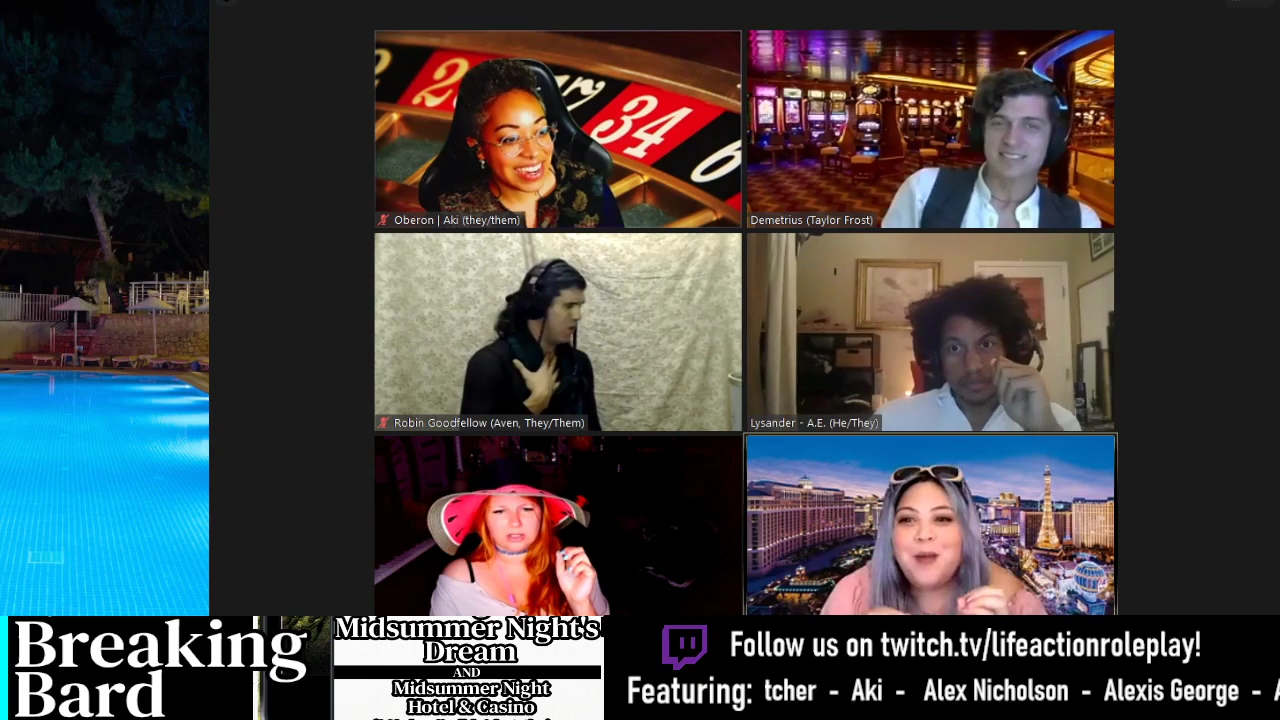 34
6
Oberon | Aki (they/them)
Demetrius (Taylor Frost)
Robin Goodfellow (Aven, They/Them)
Lysander - A.E. (He/They)
Breaking
Bard
Midsummer Night's
Dream
AND
Midsummer Night
Hotel & Casino
Follow us on twitch.tv/lifeactionroleplay!
Featuring: tcher - Aki - Alex Nicholson - Alexis George -